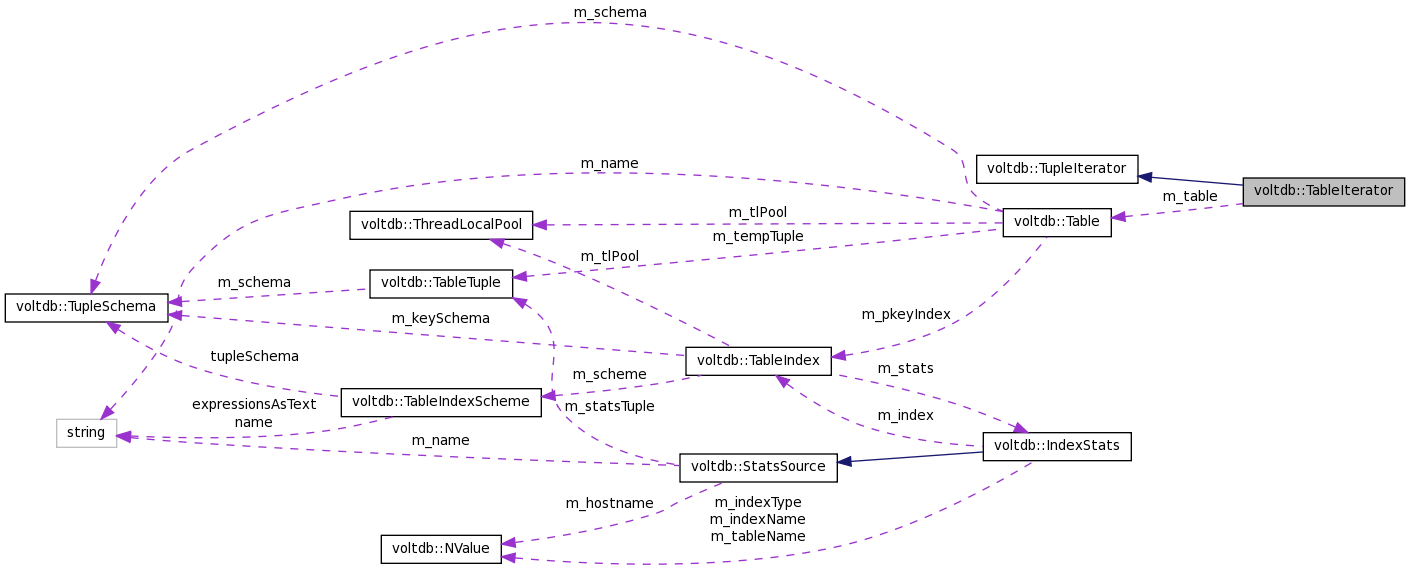 m_schema
m_name
voltdb::TupleIterator
voltdb::TableIterator
m_table
m_tlPool
voltdb::ThreadLocalPool
voltdb::Table
m_tempTuple
m_tlPool
m_schema
voltdb::TableTuple
voltdb::TupleSchema
m_keySchema
m_pkeyIndex
tupleSchema
voltdb::TableIndex
m_scheme
m_stats
voltdb::TableIndexScheme
expressionsAsText
name
m_statsTuple
m_index
string
m_name
voltdb::IndexStats
voltdb::StatsSource
m_hostname
m_indexType
m_indexName
m_tableName
voltdb::NValue